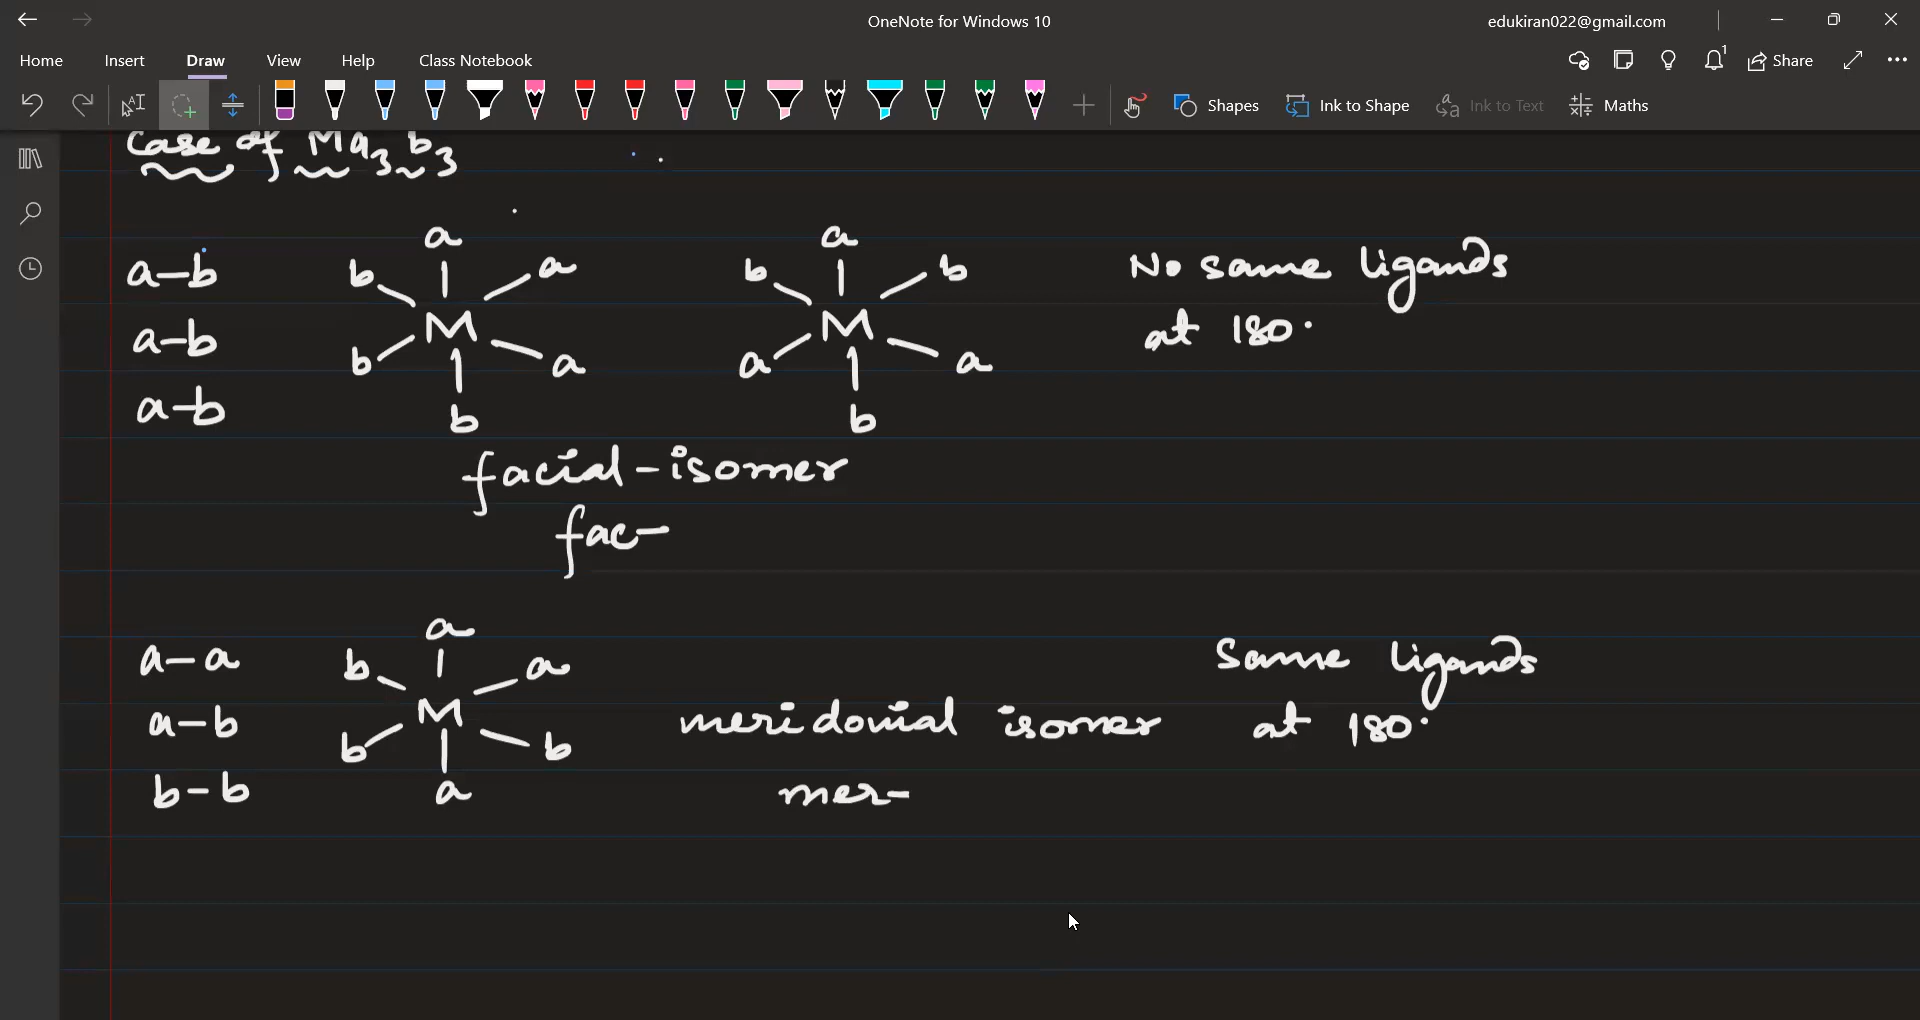 OneNote for Windows 10
edukiran022@gmail.com
Home Insert Draw View Help Class Notebook
1
Share
Shapes Ink to Shape Ink to Text Maths
Case of Ma3b3
a a
b a b b No same ligands
a-b
M M at 180°
a-b
b a a a
a-b
b b
facial-isomer
fac-
a
a-a b a Same ligands
a-b M meridonial isomer at 180°
b b
b-b a mer-